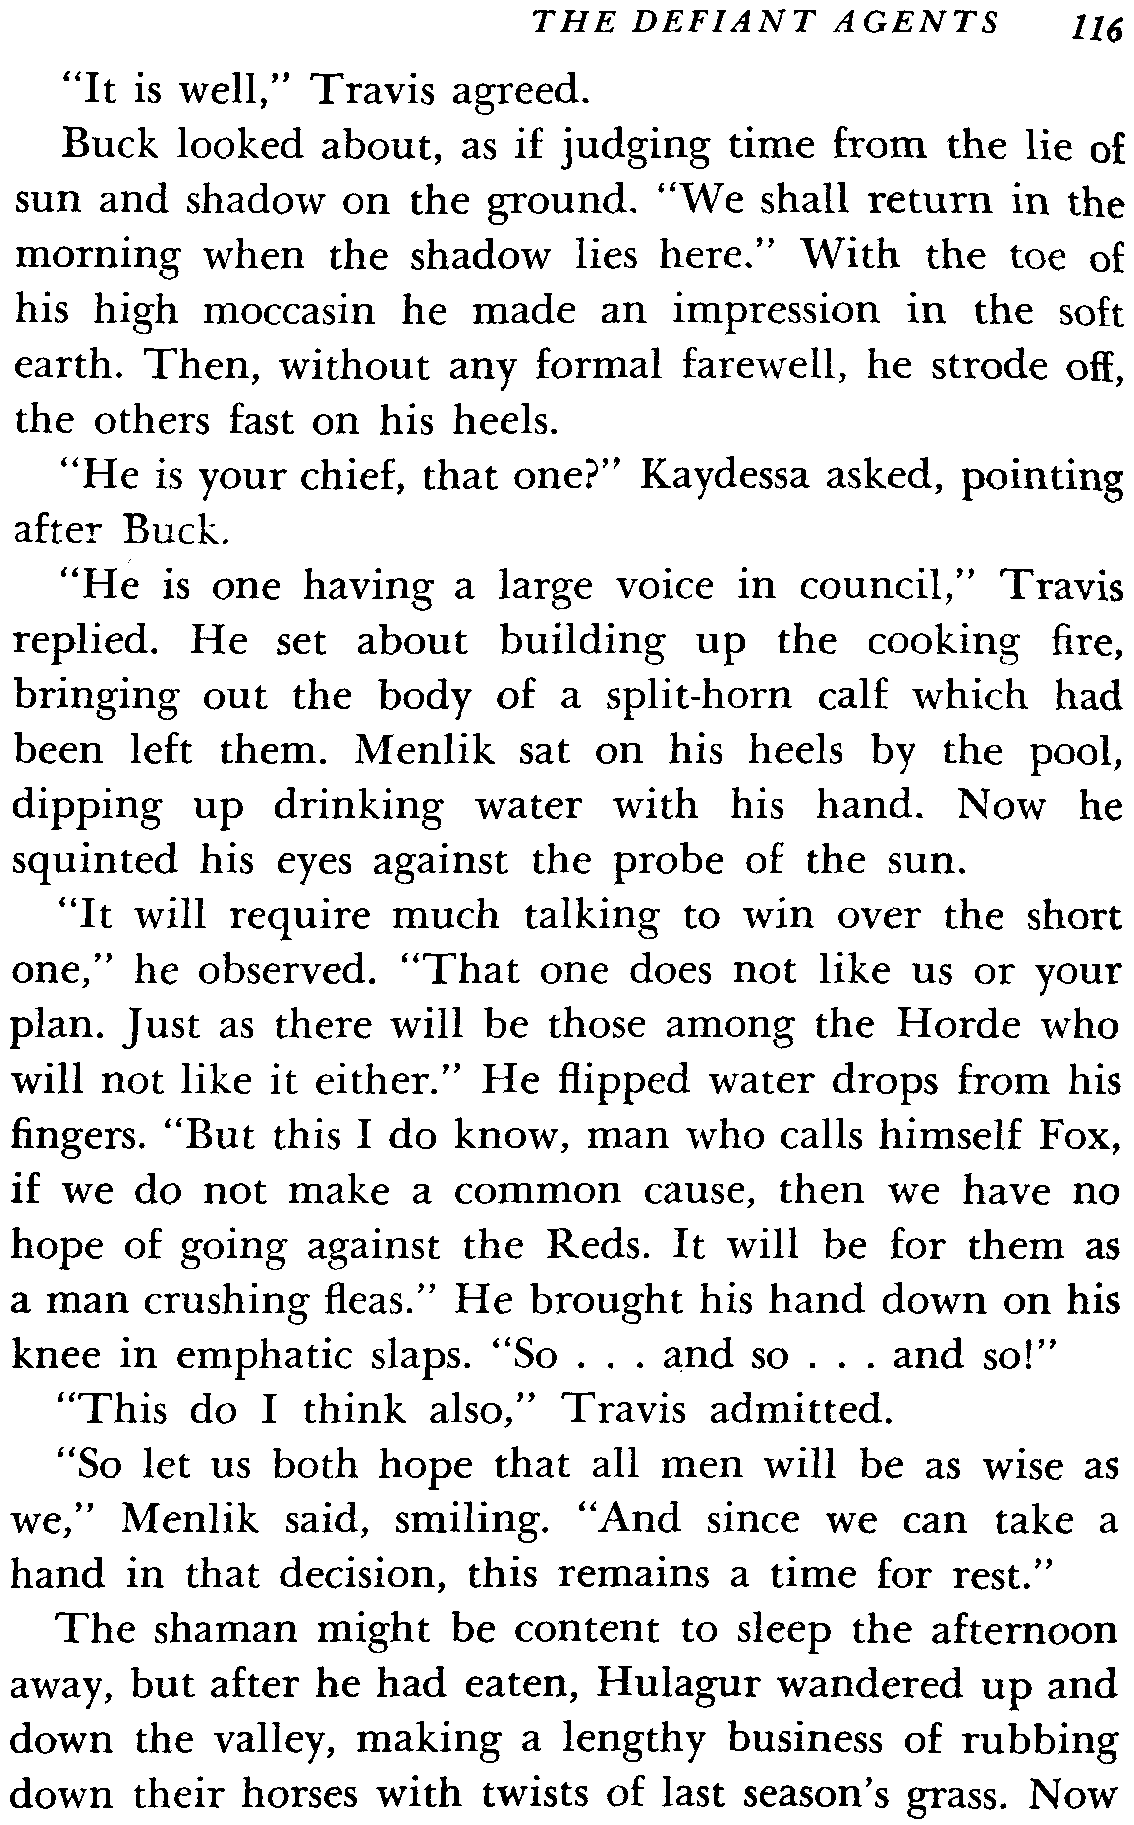 THE DEFIANT AGENTS 116
“It is well,” Travis agreed.
Buck looked about, as if judging time from the lie of
sun and shadow on the ground. “We shall return in the
morning when the shadow lies here.” With the toe of
his high moccasin he made an impression in the soft
earth. Then, without any formal farewell, he strode off,
the others fast on his heels.
“He is your chief, that one?” Kaydessa asked, pointing
after Buck.
“He is one having a large voice in council,” Travis
replied. He set about building up the cooking fire,
bringing out the body of a split-horn calf which had
been left them. Menlik sat on his heels by the pool,
dipping up drinking water with his hand. Now he
squinted his eyes against the probe of the sun.
“It will require much talking to win over the short
one,” he observed. “That one does not like us or your
plan. Just as there will be those among the Horde who
will not like it either.” He flipped water drops from his
fingers. “But this I do know, man who calls himself Fox,
if we do not make a common cause, then we have no
hope of going against the Reds. It will be for them as
a man crushing fleas.” He brought his hand down on his
knee in emphatic slaps. “So . . . and so . . . and so!”
“This do I think also,” Travis admitted.
“So let us both hope that all men will be as wise as
we,” Menlik said, smiling. “And since we can take a
hand in that decision, this remains a time for rest.”
The shaman might be content to sleep the afternoon
away, but after he had eaten, Hulagur wandered up and
down the valley, making a lengthy business of rubbing
down their horses with twists of last season’s grass. Now